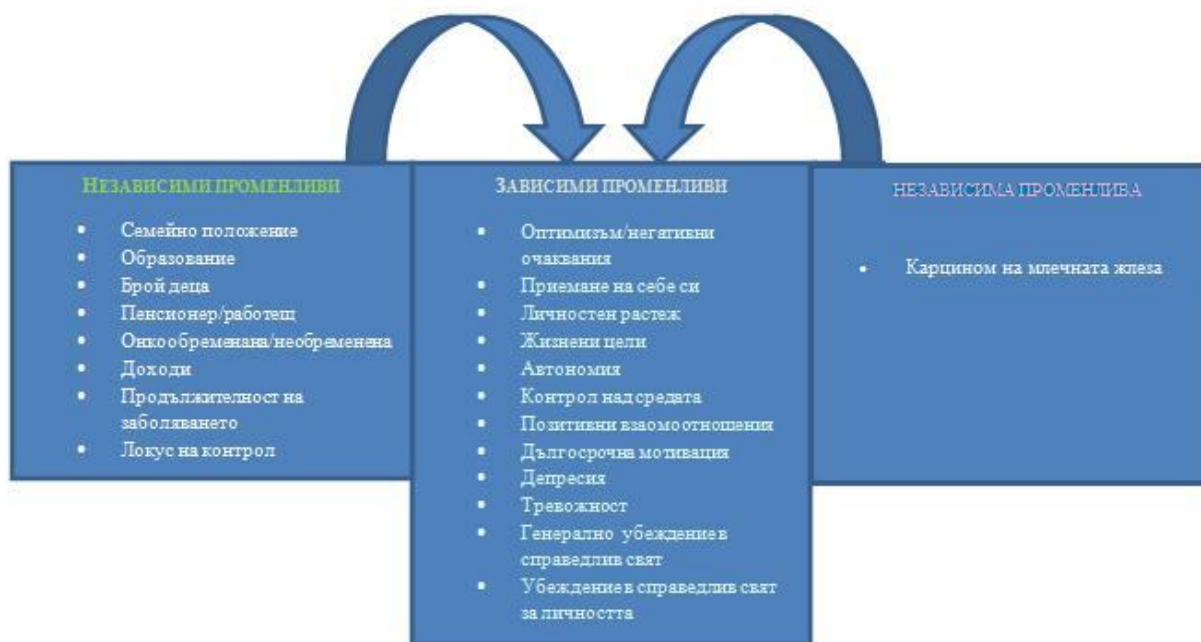 НЕЗАВИСИМИ ПРОМЕНЛИВИ
• Семейно положение
• Образование
• Брой деца
• Пенсионер/работещ
• Онкообременана/необременена
• Доходи
• Продължителност на
заболяването
• Локус на контрол
ЗАВИСИМИ ПРОМЕНЛИВИ
• Оптимизъм/негативни
очаквания
• Приемане на себе си
• Личностен растеж
• Жизнени цели
• Автономия
• Контрол над средата
• Позитивни взаомоотношения
• Дългосрочна мотивация
• Депресия
• Тревожност
• Генерално убеждение в
справедлив свят
• Убеждение в справедлив свят
за личността
НЕЗАВИСИМА ПРОМЕНЛИВА
• Карцином на млечната жлеза